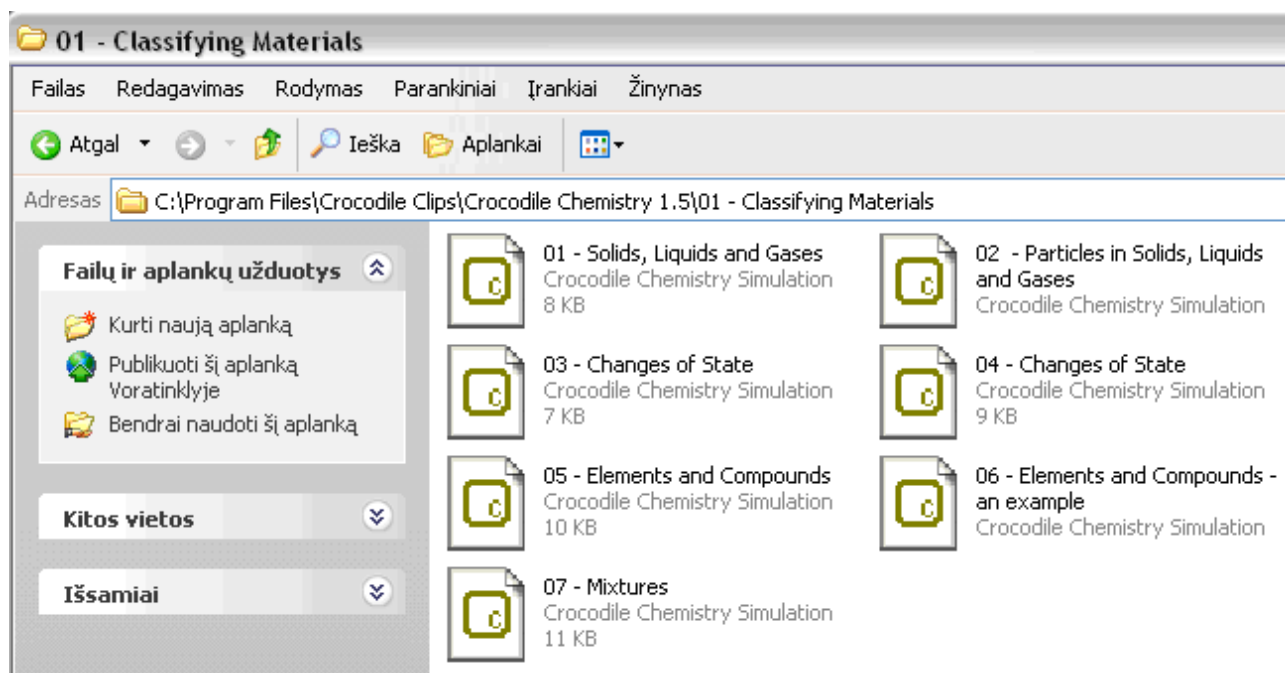 01 - Classifying Materials
Failas Redagavimas Rodymas Parankiniai Įrankiai Žinynas
Atgal Ieška Aplankai
Adresas C:\Program Files\Crocodile Clips\Crocodile Chemistry 1.5\01 - Classifying Materials
Failų ir aplankų užduotys
Kurti naują aplanką
Publikuoti šį aplanką
Voratinklyje
Bendrai naudoti šį aplanką
Kitos vietos
Išsamiai
01 - Solids, Liquids and Gases
Crocodile Chemistry Simulation
8 KB
02 - Particles in Solids, Liquids
and Gases
Crocodile Chemistry Simulation
03 - Changes of State
Crocodile Chemistry Simulation
7 KB
04 - Changes of State
Crocodile Chemistry Simulation
9 KB
05 - Elements and Compounds
Crocodile Chemistry Simulation
10 KB
06 - Elements and Compounds -
an example
Crocodile Chemistry Simulation
07 - Mixtures
Crocodile Chemistry Simulation
11 KB